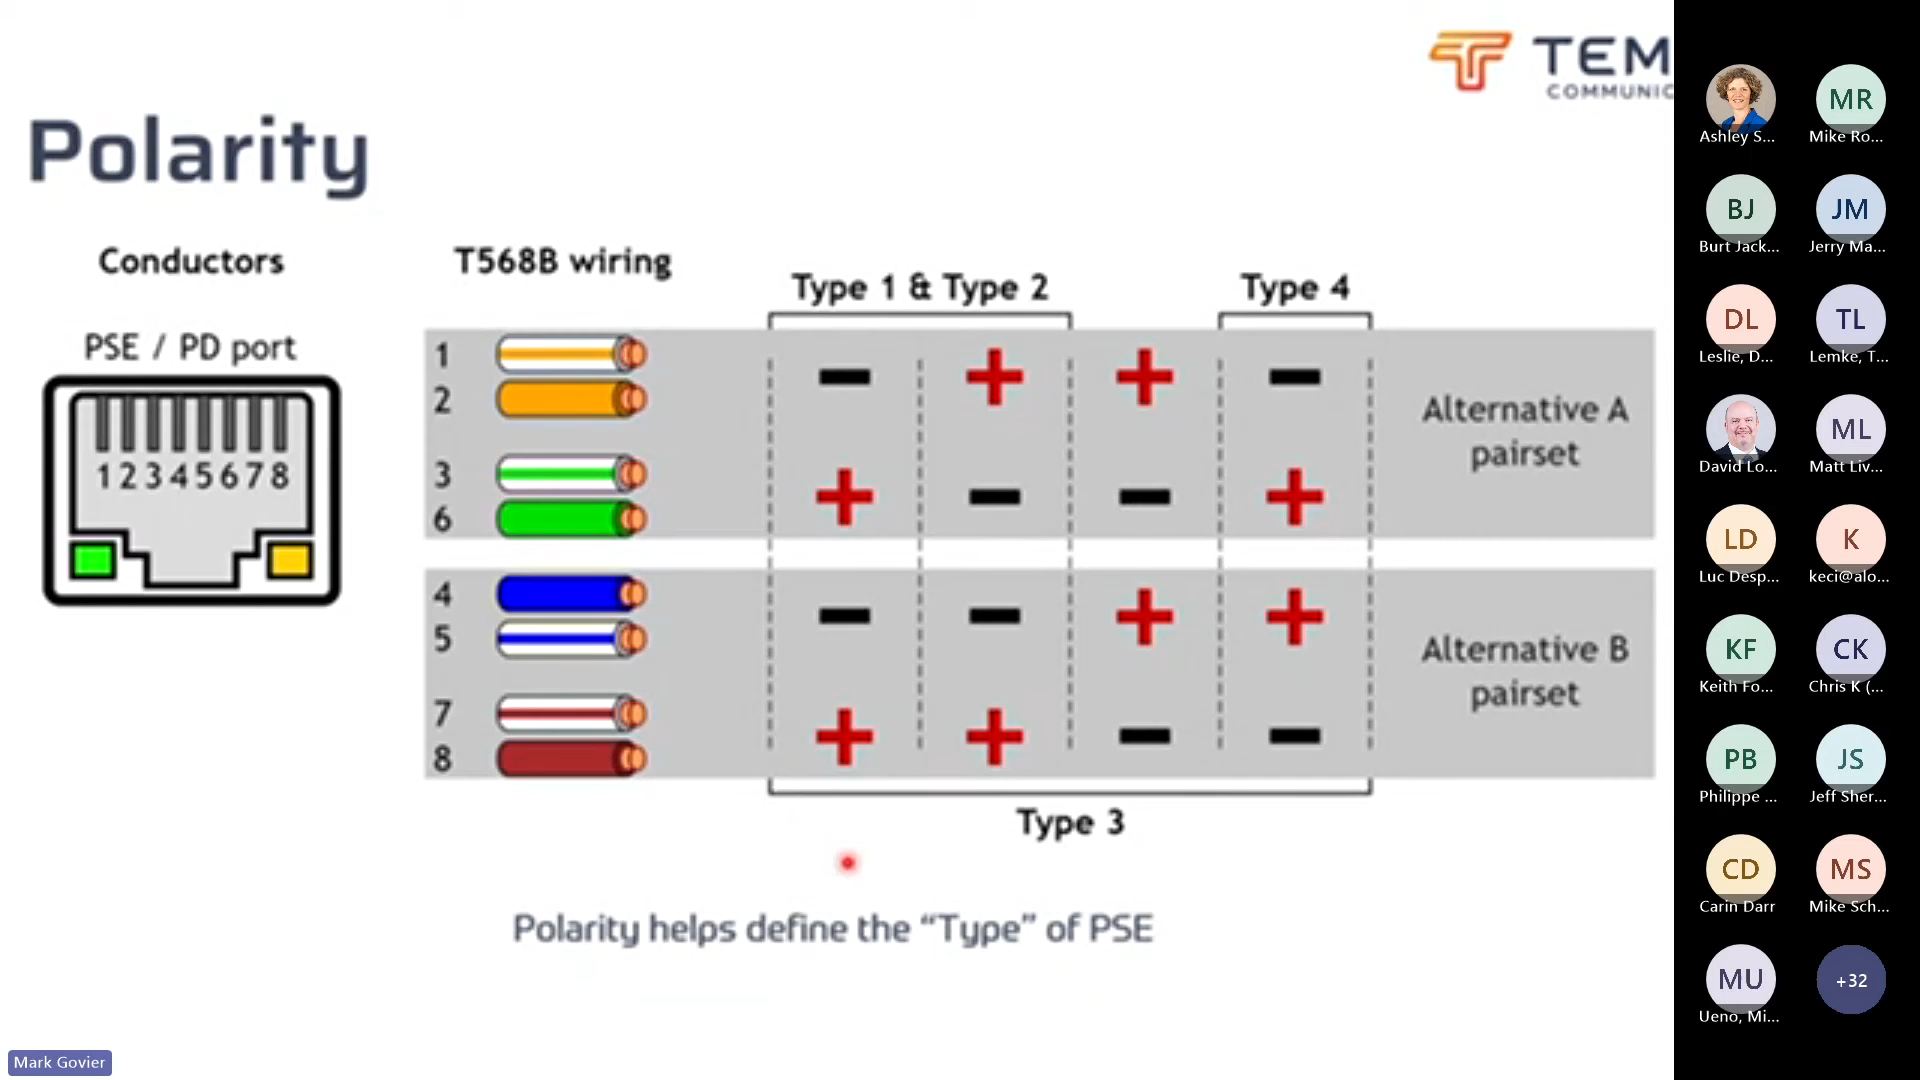 TEM
COMMUNIC
Polarity
Conductors
T568B wiring
Type 1 & Type 2
Type 4
PSE / PD port
1
2
3
6
4
5
7
8
1 2 3 4 5 6 7 8
− + + −
+ − − +
− − + +
+ + − −
Alternative A
pairset
Alternative B
pairset
Type 3
Polarity helps define the “Type” of PSE
Mark Govier
Ashley S...
MR
Mike Ro...
BJ
Burt Jack...
JM
Jerry Ma...
DL
Leslie, D...
TL
Lemke, T...
David Lo...
ML
Matt Liv...
LD
Luc Desp...
K
keci@alo...
KF
Keith Fo...
CK
Chris K (...
PB
Philippe ...
JS
Jeff Sher...
CD
Carin Darr
MS
Mike Sch...
MU
Ueno, Mi...
+32